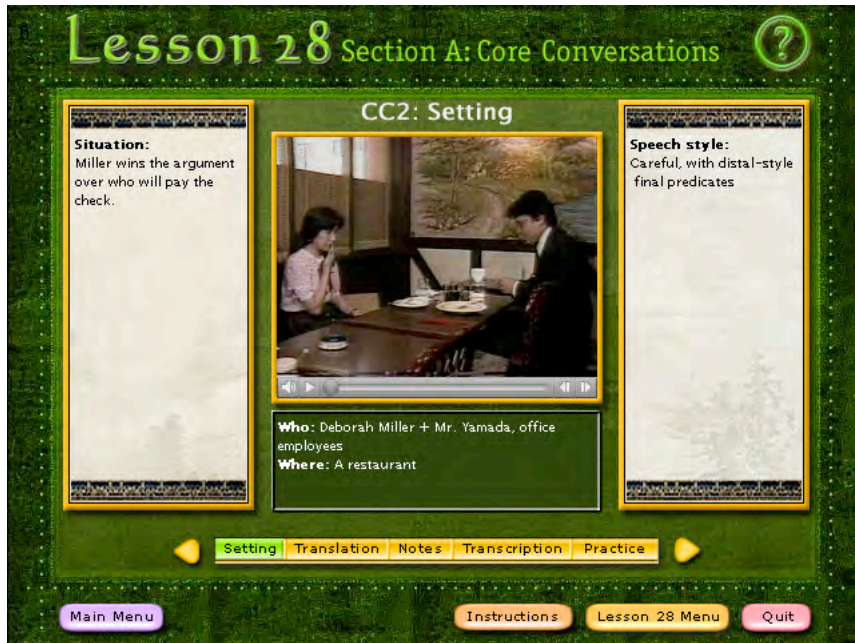 Lesson 28 Section A: Core Conversations
?
CC2: Setting
Situation:
Miller wins the argument
over who will pay the
check.
Speech style:
Careful, with distal-style
final predicates
Who: Deborah Miller + Mr. Yamada, office
employees
Where: A restaurant
Setting Translation Notes Transcription Practice
Main Menu Instructions Lesson 28 Menu Quit